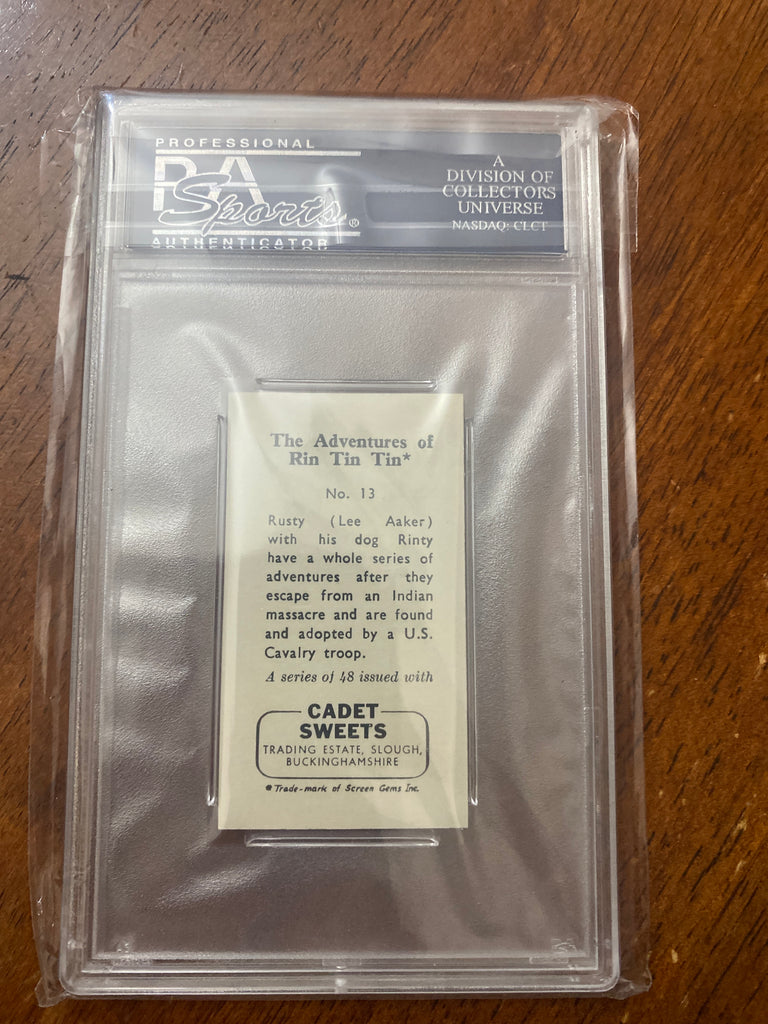 PROFESSIONAL
PSA
Sports®
AUTHENTICATOR
A
DIVISION OF
COLLECTORS
UNIVERSE
NASDAQ: CLCT
The Adventures of
Rin Tin Tin*
No. 13
Rusty (Lee Aaker)
with his dog Rinty
have a whole series of
adventures after they
escape from an Indian
massacre and are found
and adopted by a U.S.
Cavalry troop.
A series of 48 issued with
CADET
SWEETS
TRADING ESTATE, SLOUGH,
BUCKINGHAMSHIRE
* Trade-mark of Screen Gems Inc.